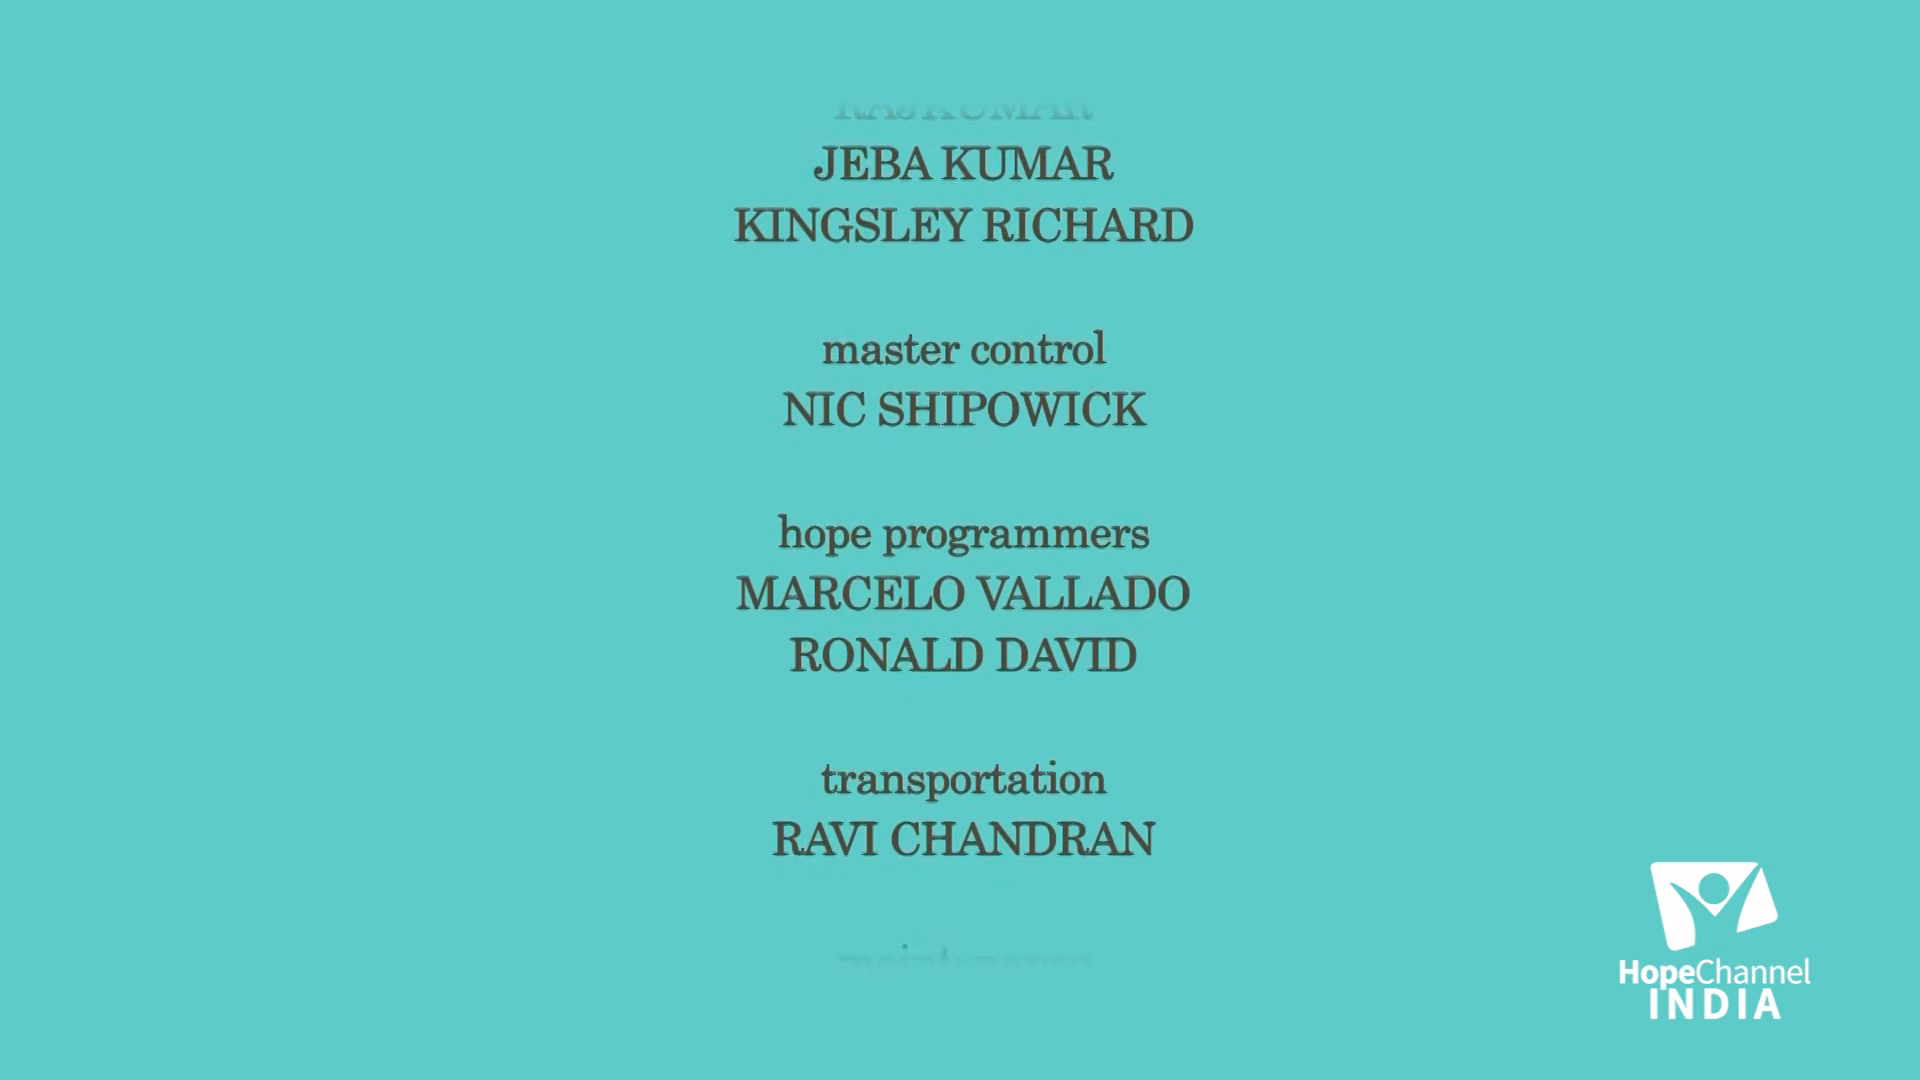 RAJKUMAR
JEBA KUMAR
KINGSLEY RICHARD
master control
NIC SHIPOWICK
hope programmers
MARCELO VALLADO
RONALD DAVID
transportation
RAVI CHANDRAN
HopeChannel
INDIA